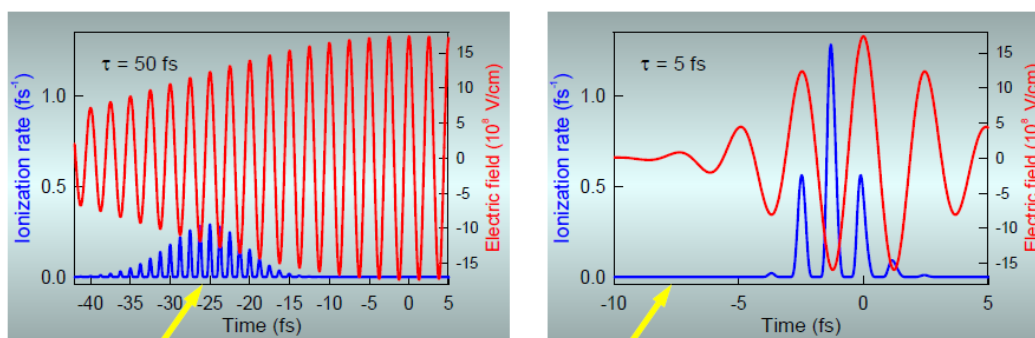 τ = 50 fs
Ionization rate (fs⁻¹)
1.0
0.5
0.0
15
10
5
0
-5
-10
-15
Electric field (10⁸ V/cm)
-40 -35 -30 -25 -20 -15 -10 -5 0 5
Time (fs)
τ = 5 fs
Ionization rate (fs⁻¹)
1.0
0.5
0.0
15
10
5
0
-5
-10
-15
Electric field (10⁸ V/cm)
-10 -5 0 5
Time (fs)